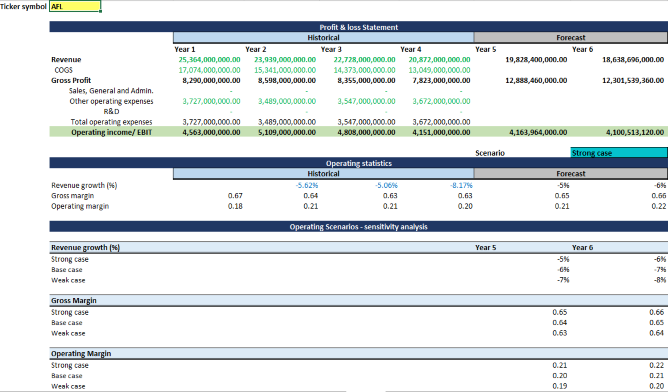 Ticker symbol AFL
Profit & loss Statement
Historical Forecast
Year 1 Year 2 Year 3 Year 4 Year 5 Year 6
Revenue 25,364,000,000.00 23,939,000,000.00 22,728,000,000.00 20,872,000,000.00 19,828,400,000.00 18,638,696,000.00
COGS 17,074,000,000.00 15,341,000,000.00 14,373,000,000.00 13,049,000,000.00
Gross Profit 8,290,000,000.00 8,598,000,000.00 8,355,000,000.00 7,823,000,000.00 12,888,460,000.00 12,301,539,360.00
Sales, General and Admin. - - - -
Other operating expenses 3,727,000,000.00 3,489,000,000.00 3,547,000,000.00 3,672,000,000.00
R&D - - - -
Total operating expenses 3,727,000,000.00 3,489,000,000.00 3,547,000,000.00 3,672,000,000.00
Operating income/ EBIT 4,563,000,000.00 5,109,000,000.00 4,808,000,000.00 4,151,000,000.00 4,163,964,000.00 4,100,513,120.00
Scenario Strong case
Operating statistics
Historical Forecast
Revenue growth (%) -5.62% -5.06% -8.17% -5% -6%
Gross margin 0.67 0.64 0.63 0.63 0.65 0.66
Operating margin 0.18 0.21 0.21 0.20 0.21 0.22
Operating Scenarios - sensitivity analysis
Revenue growth (%) Year 5 Year 6
Strong case -5% -6%
Base case -6% -7%
Weak case -7% -8%
Gross Margin
Strong case 0.65 0.66
Base case 0.64 0.65
Weak case 0.63 0.64
Operating Margin
Strong case 0.21 0.22
Base case 0.20 0.21
Weak case 0.19 0.20